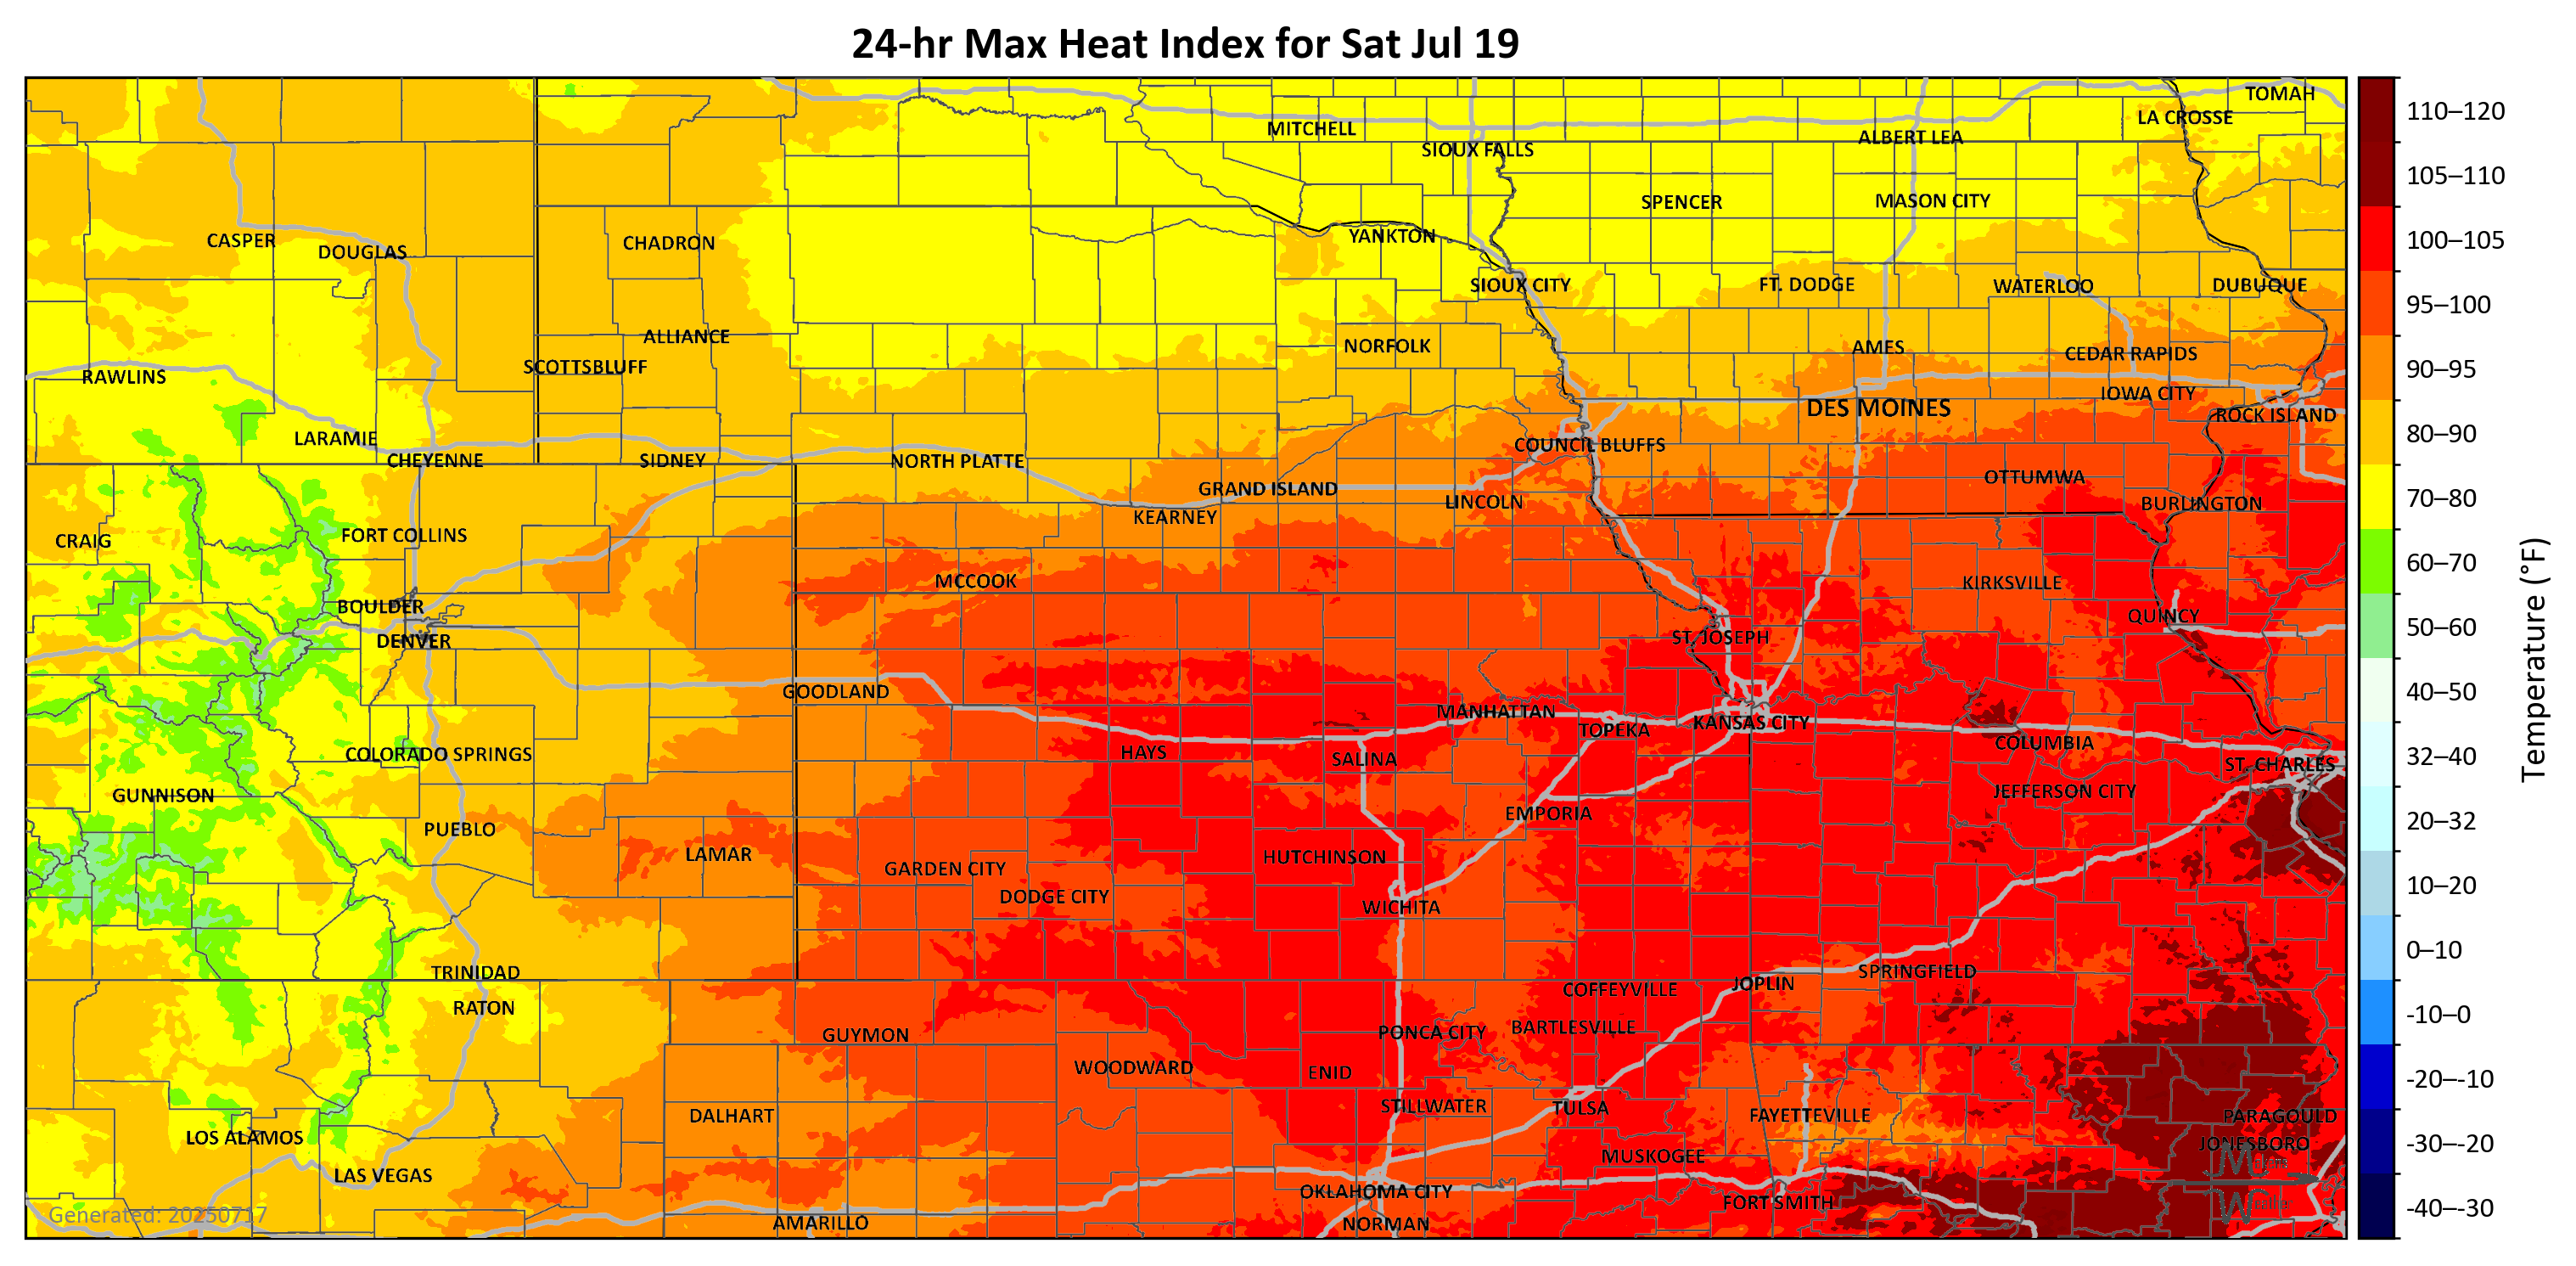 24-hr Max Heat Index for Sat Jul 19
TOMAH
LA CROSSE
MITCHELL
ALBERT LEA
SIOUX FALLS
SPENCER
MASON CITY
CASPER
DOUGLAS
CHADRON
YANKTON
SIOUX CITY
FT. DODGE
WATERLOO
DUBUQUE
ALLIANCE
NORFOLK
AMES
CEDAR RAPIDS
SCOTTSBLUFF
RAWLINS
IOWA CITY
DES MOINES
ROCK ISLAND
LARAMIE
COUNCIL BLUFFS
CHEYENNE
SIDNEY
NORTH PLATTE
OTTUMWA
GRAND ISLAND
LINCOLN
BURLINGTON
KEARNEY
FORT COLLINS
CRAIG
MCCOOK
KIRKSVILLE
BOULDER
QUINCY
DENVER
ST. JOSEPH
GOODLAND
MANHATTAN
TOPEKA
KANSAS CITY
COLUMBIA
COLORADO SPRINGS
HAYS
SALINA
ST. CHARLES
GUNNISON
JEFFERSON CITY
EMPORIA
PUEBLO
LAMAR
GARDEN CITY
HUTCHINSON
DODGE CITY
WICHITA
TRINIDAD
SPRINGFIELD
JOPLIN
COFFEYVILLE
RATON
GUYMON
PONCA CITY
BARTLESVILLE
WOODWARD
ENID
STILLWATER
TULSA
DALHART
FAYETTEVILLE
PARAGOULD
LOS ALAMOS
JONESBORO
MUSKOGEE
LAS VEGAS
OKLAHOMA CITY
FORT SMITH
AMARILLO
NORMAN
Generated: 20250717
110–120
105–110
100–105
95–100
90–95
80–90
70–80
60–70
50–60
40–50
32–40
20–32
10–20
0–10
-10–0
-20–-10
-30–-20
-40–-30
Temperature (°F)